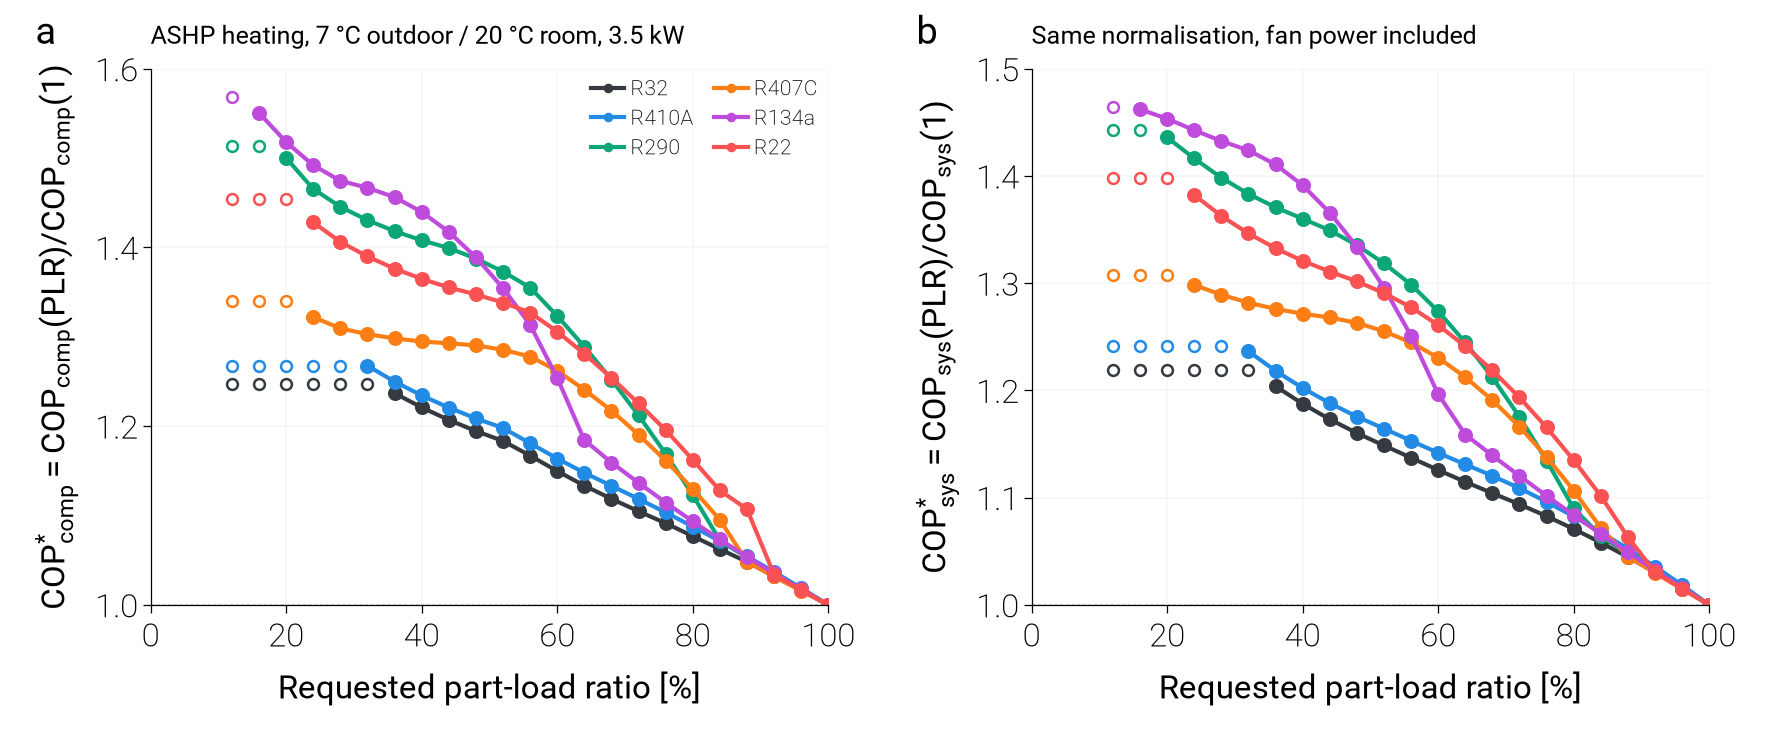 a
ASHP heating, 7 °C outdoor / 20 °C room, 3.5 kW
COP*comp = COPcomp(PLR)/COPcomp(1)
1.6
1.4
1.2
1.0
R32
R410A
R290
R407C
R134a
R22
0 20 40 60 80 100
Requested part-load ratio [%]
b
Same normalisation, fan power included
COP*sys = COPsys(PLR)/COPsys(1)
1.5
1.4
1.3
1.2
1.1
1.0
0 20 40 60 80 100
Requested part-load ratio [%]